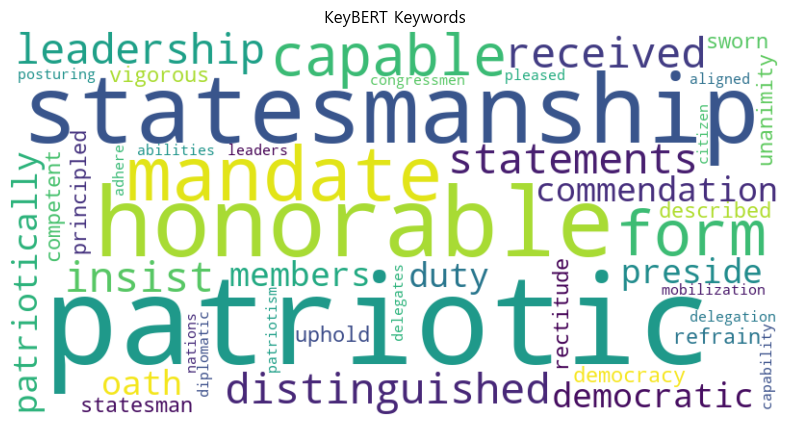 KeyBERT Keywords
leadership
capable
received
sworn
posturing
vigorous
congressmen
pleased
aligned
statesmanship
unanimity
citizen
abilities
leaders
adhere
principled
competent
patriotically
mandate
statements
commendation
honorable
described
form
insist
members
duty
preside
rectitude
mobilization
patriotic
nations
diplomatic
patriotism
delegates
uphold
delegation
refrain
capability
oath
distinguished
democracy
statesman
democratic